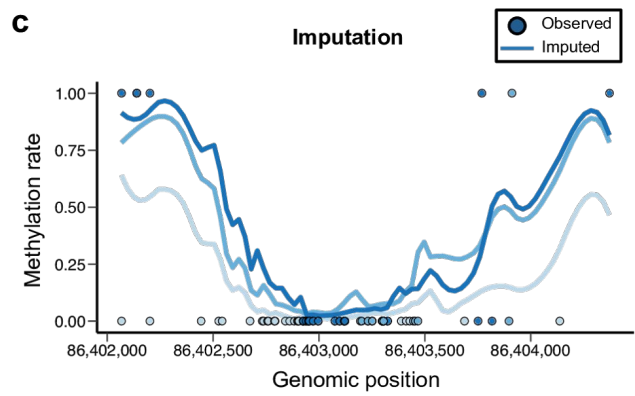 c
Imputation
Observed
Imputed
Methylation rate
1.00
0.75
0.50
0.25
0.00
86,402,000
86,402,500
86,403,000
86,403,500
86,404,000
Genomic position